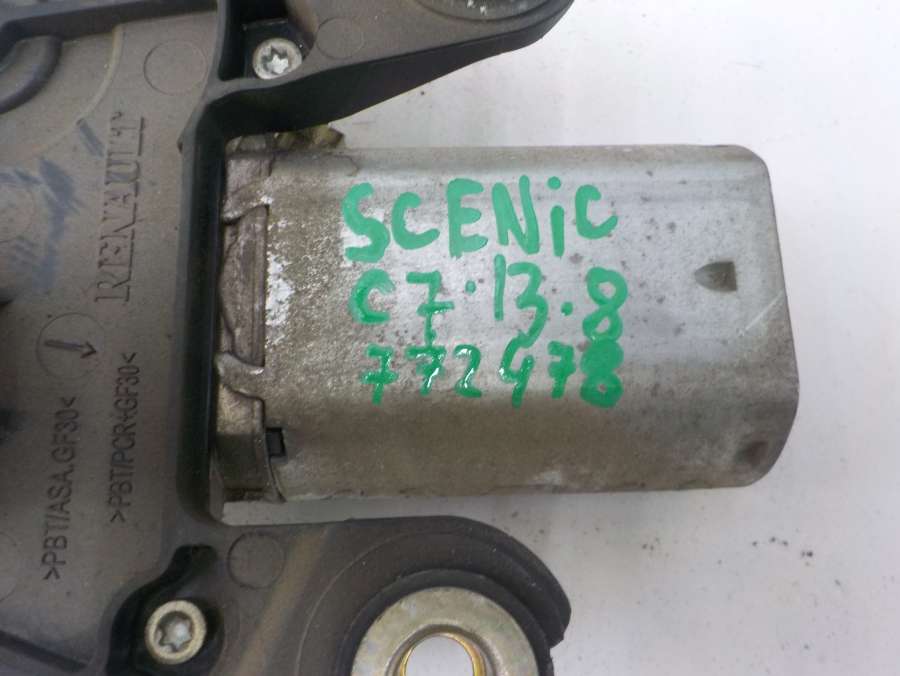 RENAULT
>PBT/ASA.GF30<
>PBT/PCR+GF30<
SCENiC
C7.13.8
772478